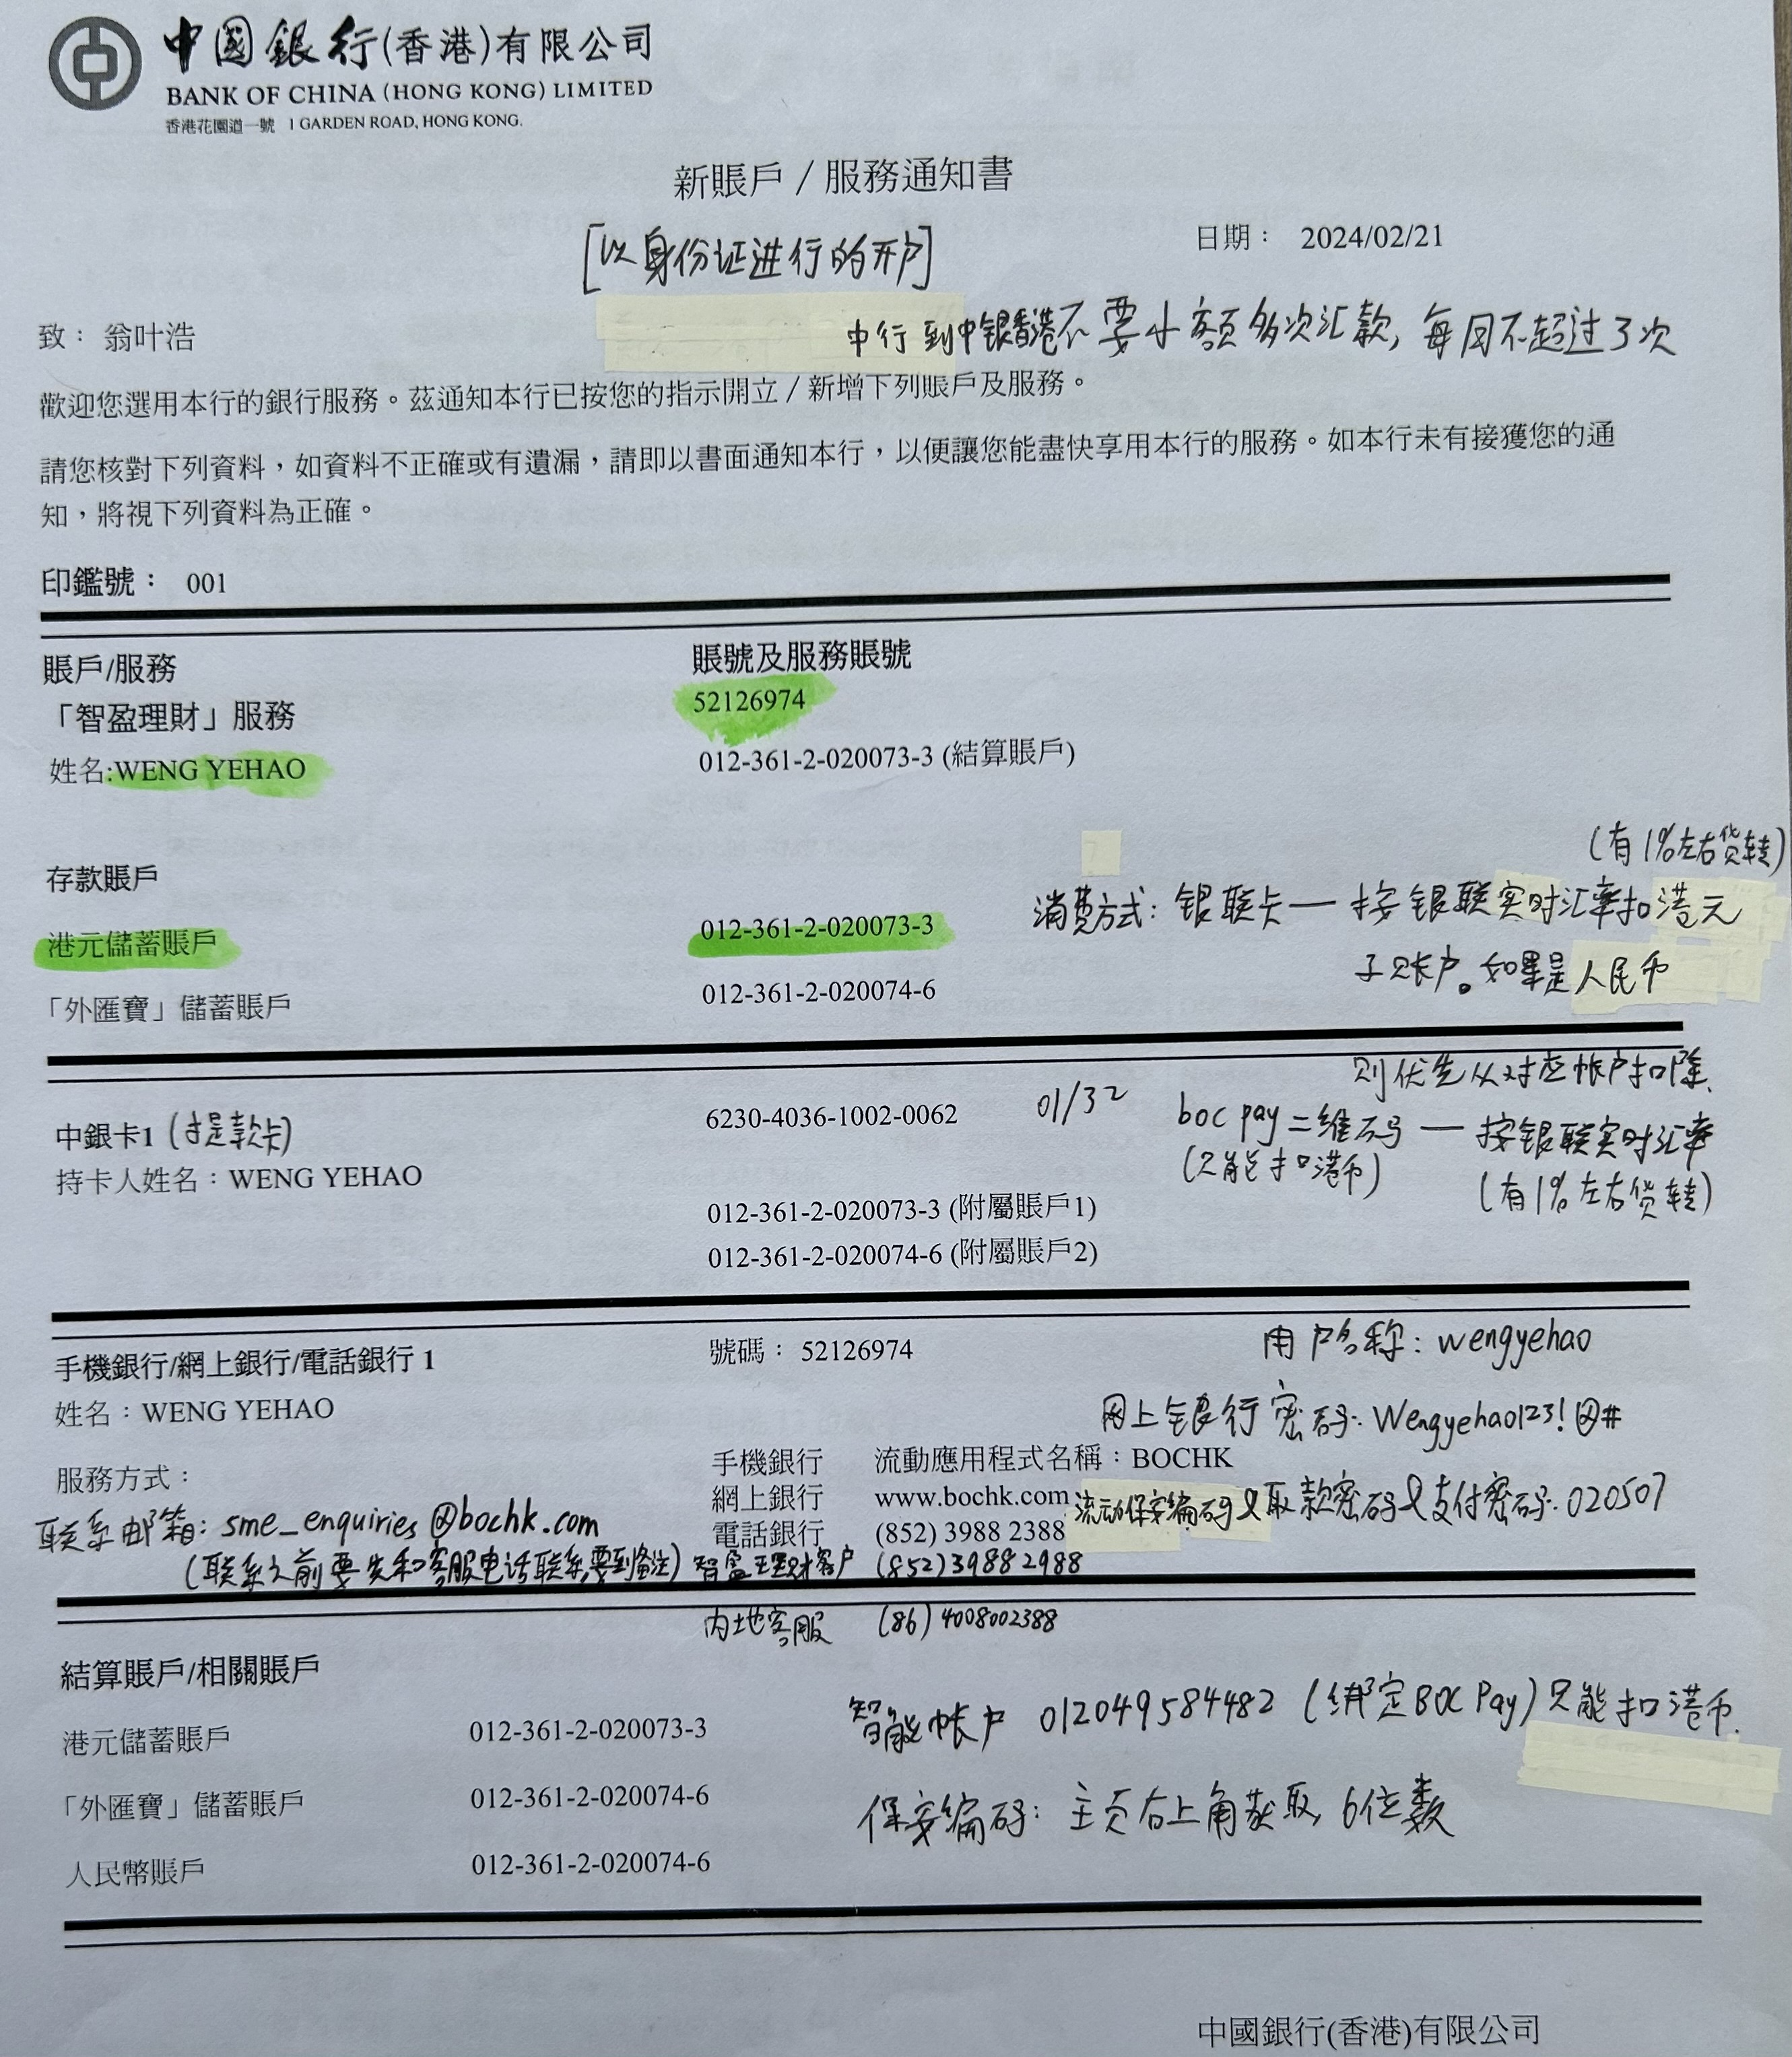 中國銀行(香港)有限公司
BANK OF CHINA (HONG KONG) LIMITED
香港花園道一號 1 GARDEN ROAD, HONG KONG.
新賬戶 / 服務通知書
[以身份证进行的开户]
日期： 2024/02/21
中行到中银香港不要小额多次汇款, 每月不超过3次
致： 翁叶浩
歡迎您選用本行的銀行服務。茲通知本行已按您的指示開立 / 新增下列賬戶及服務。
請您核對下列資料，如資料不正確或有遺漏，請即以書面通知本行，以便讓您能盡快享用本行的服務。如本行未有接獲您的通
知，將視下列資料為正確。
印鑑號： 001
賬戶/服務 賬號及服務賬號
「智盈理財」服務 52126974
姓名:WENG YEHAO 012-361-2-020073-3 (結算賬戶)
(有1%左右货转)
存款賬戶
消费方式: 银联卡— 按银联实时汇率扣港元
港元儲蓄賬戶 012-361-2-020073-3
子账户。如果是人民币
「外匯寶」儲蓄賬戶 012-361-2-020074-6
则优先从对应帐户扣除.
中銀卡1 (提款卡) 6230-4036-1002-0062 01/32
boc pay 二维码 — 按银联实时汇率
(只能扣港币) (有1%左右货转)
持卡人姓名：WENG YEHAO
012-361-2-020073-3 (附屬賬戶1)
012-361-2-020074-6 (附屬賬戶2)
手機銀行/網上銀行/電話銀行 1 號碼： 52126974
用户名称: wengyehao
姓名：WENG YEHAO
网上银行密码: Wengyehao123!@#
服務方式：
手機銀行 流動應用程式名稱：BOCHK
網上銀行 www.bochk.com
流动保安编码&取款密码&支付密码: 020507
電話銀行 (852) 3988 2388
联系邮箱: sme_enquiries@bochk.com
(联系之前要先和客服电话联系,要到备注) 智盈理财客户 (852)39882988
内地客服 (86)4008002388
結算賬戶/相關賬戶
智能帐户 012049584482 (绑定BOC Pay) 只能扣港币.
港元儲蓄賬戶 012-361-2-020073-3
「外匯寶」儲蓄賬戶 012-361-2-020074-6
保安编码: 主页右上角获取, 6位数
人民幣賬戶 012-361-2-020074-6
中國銀行(香港)有限公司